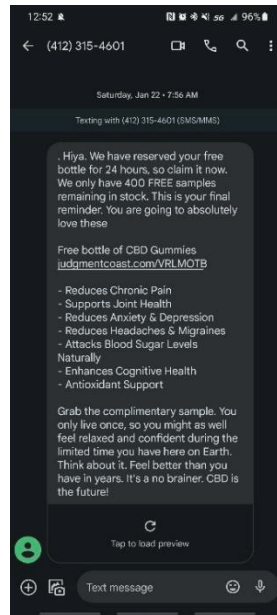 12:52 5G 96%
(412) 315-4601
Saturday, Jan 22 • 7:56 AM
Texting with (412) 315-4601 (SMS/MMS)
. Hiya. We have reserved your free
bottle for 24 hours, so claim it now.
We only have 400 FREE samples
remaining in stock. This is your final
reminder. You are going to absolutely
love these
Free bottle of CBD Gummies
judgmentcoast.com/VRLMOTB
- Reduces Chronic Pain
- Supports Joint Health
- Reduces Anxiety & Depression
- Reduces Headaches & Migraines
- Attacks Blood Sugar Levels
Naturally
- Enhances Cognitive Health
- Antioxidant Support
Grab the complimentary sample. You
only live once, so you might as well
feel relaxed and confident during the
limited time you have here on Earth.
Think about it. Feel better than you
have in years. It's a no brainer. CBD is
the future!
Tap to load preview
Text message